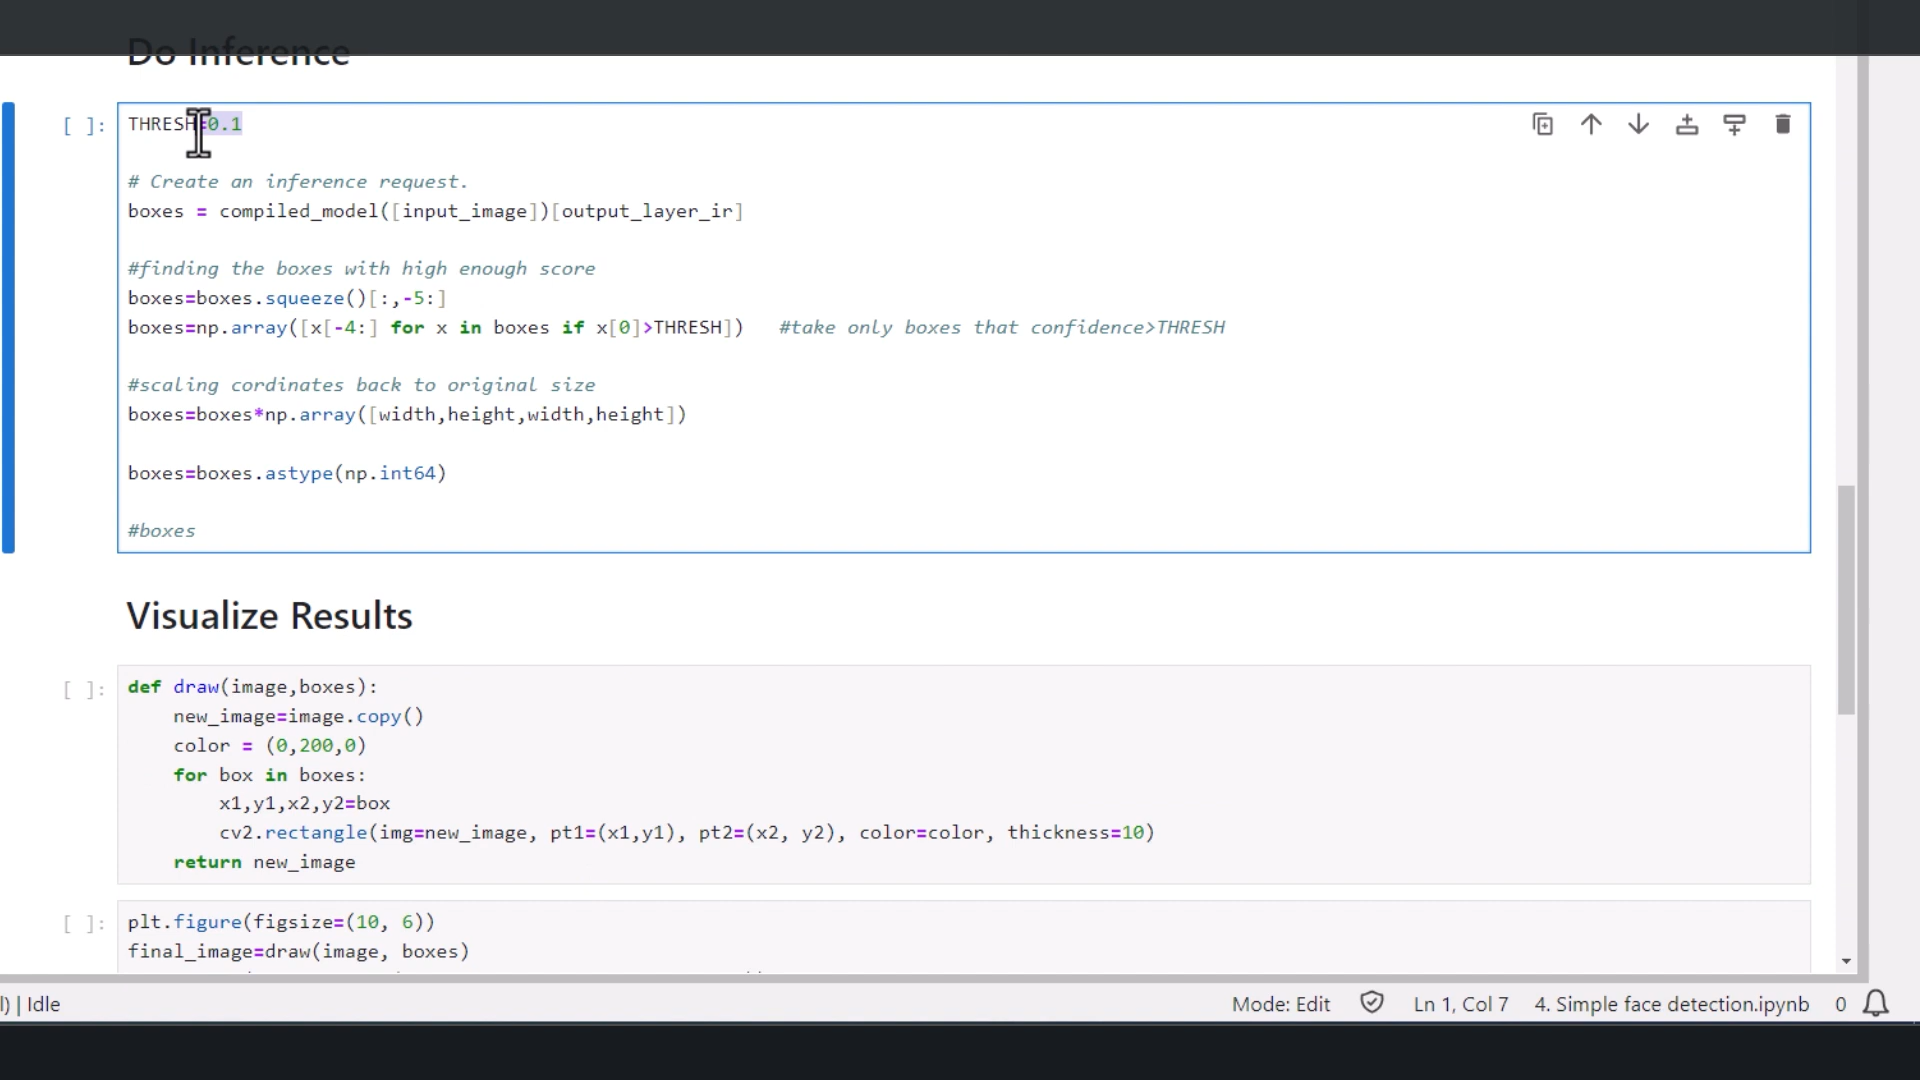 Do Inference
[ ]:
THRESH=0.1
# Create an inference request.
boxes = compiled_model([input_image])[output_layer_ir]
#finding the boxes with high enough score
boxes=boxes.squeeze()[:,-5:]
boxes=np.array([x[-4:] for x in boxes if x[0]>THRESH])   #take only boxes that confidence>THRESH
#scaling cordinates back to original size
boxes=boxes*np.array([width,height,width,height])
boxes=boxes.astype(np.int64)
#boxes
Visualize Results
[ ]:
def draw(image,boxes):
    new_image=image.copy()
    color = (0,200,0)
    for box in boxes:
        x1,y1,x2,y2=box
        cv2.rectangle(img=new_image, pt1=(x1,y1), pt2=(x2, y2), color=color, thickness=10)
    return new_image
[ ]:
plt.figure(figsize=(10, 6))
final_image=draw(image, boxes)
l) | Idle
Mode: Edit
Ln 1, Col 7
4. Simple face detection.ipynb
0